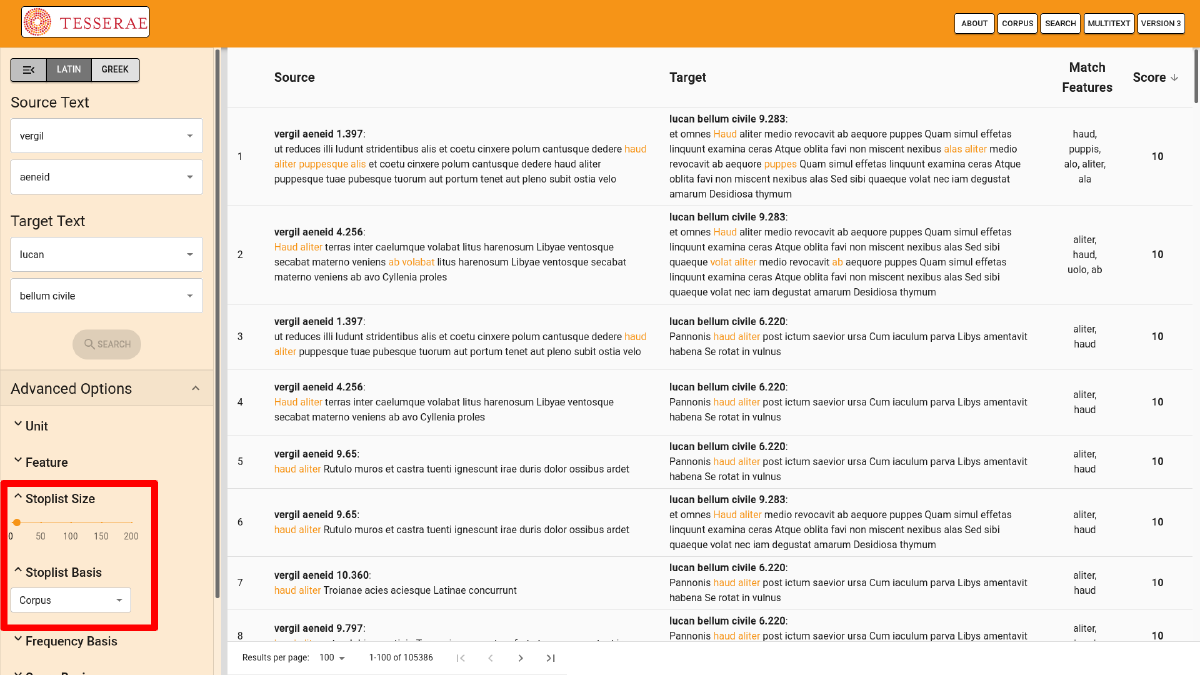 TESSERAE
ABOUT
CORPUS
SEARCH
MULTITEXT
VERSION 3
LATIN
GREEK
Source Text
vergil
aeneid
Target Text
lucan
bellum civile
SEARCH
Advanced Options
Unit
Feature
Stoplist Size
0 50 100 150 200
Stoplist Basis
Corpus
Frequency Basis
Source
Target
Match
Features
Score
1
vergil aeneid 1.397:
ut reduces illi ludunt stridentibus alis et coetu cinxere polum cantusque dedere haud
aliter puppesque alis et coetu cinxere polum cantusque dedere haud aliter
puppesque tuae pubesque tuorum aut portum tenet aut pleno subit ostia velo
lucan bellum civile 9.283:
et omnes Haud aliter medio revocavit ab aequore puppes Quam simul effetas
linquunt examina ceras Atque oblita favi non miscent nexibus alas aliter medio
revocavit ab aequore puppes Quam simul effetas linquunt examina ceras Atque
oblita favi non miscent nexibus alas Sed sibi quaeque volat nec iam degustat
amarum Desidiosa thymum
haud,
puppis,
alo, aliter,
ala
10
2
vergil aeneid 4.256:
Haud aliter terras inter caelumque volabat litus harenosum Libyae ventosque
secabat materno veniens ab volabat litus harenosum Libyae ventosque secabat
materno veniens ab avo Cyllenia proles
lucan bellum civile 9.283:
et omnes Haud aliter medio revocavit ab aequore puppes Quam simul effetas
linquunt examina ceras Atque oblita favi non miscent nexibus alas Sed sibi
quaeque volat aliter medio revocavit ab aequore puppes Quam simul effetas
linquunt examina ceras Atque oblita favi non miscent nexibus alas Sed sibi
quaeque volat nec iam degustat amarum Desidiosa thymum
aliter,
haud,
uolo, ab
10
3
vergil aeneid 1.397:
ut reduces illi ludunt stridentibus alis et coetu cinxere polum cantusque dedere haud
aliter puppesque tuae pubesque tuorum aut portum tenet aut pleno subit ostia velo
lucan bellum civile 6.220:
Pannonis haud aliter post ictum saevior ursa Cum iaculum parva Libys amentavit
habena Se rotat in vulnus
aliter,
haud
10
4
vergil aeneid 4.256:
Haud aliter terras inter caelumque volabat litus harenosum Libyae ventosque
secabat materno veniens ab avo Cyllenia proles
lucan bellum civile 6.220:
Pannonis haud aliter post ictum saevior ursa Cum iaculum parva Libys amentavit
habena Se rotat in vulnus
aliter,
haud
10
5
vergil aeneid 9.65:
haud aliter Rutulo muros et castra tuenti ignescunt irae duris dolor ossibus ardet
lucan bellum civile 6.220:
Pannonis haud aliter post ictum saevior ursa Cum iaculum parva Libys amentavit
habena Se rotat in vulnus
aliter,
haud
10
6
vergil aeneid 9.65:
haud aliter Rutulo muros et castra tuenti ignescunt irae duris dolor ossibus ardet
lucan bellum civile 9.283:
et omnes Haud aliter medio revocavit ab aequore puppes Quam simul effetas
linquunt examina ceras Atque oblita favi non miscent nexibus alas Sed sibi
quaeque volat nec iam degustat amarum Desidiosa thymum
aliter,
haud
10
7
vergil aeneid 10.360:
haud aliter Troianae acies aciesque Latinae concurrunt
lucan bellum civile 6.220:
Pannonis haud aliter post ictum saevior ursa Cum iaculum parva Libys amentavit
habena Se rotat in vulnus
aliter,
haud
10
8
vergil aeneid 9.797:
lucan bellum civile 6.220:
Pannonis haud aliter post ictum saevior ursa Cum iaculum parva Libys amentavit
aliter,
10
Results per page: 100
1-100 of 105386